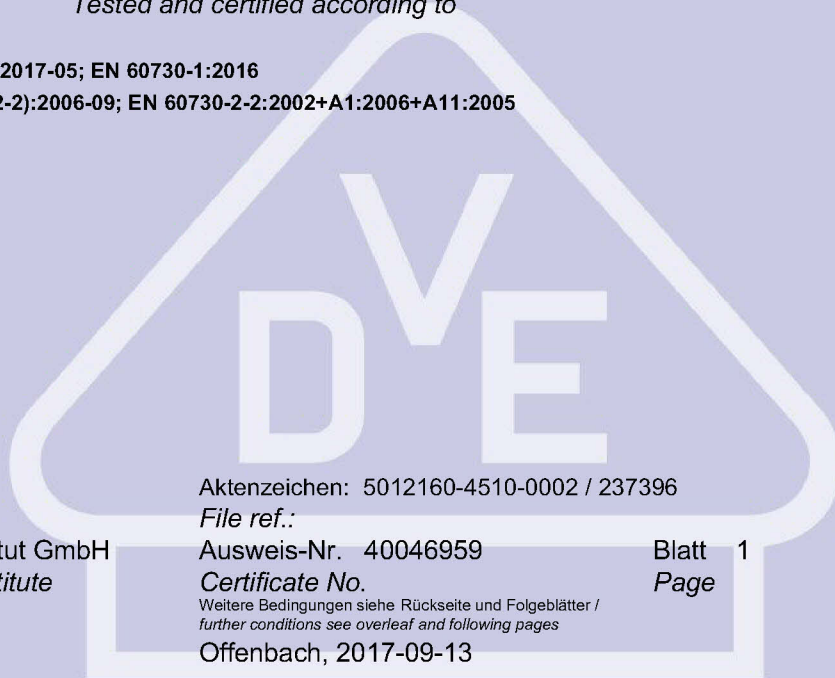 Tested and certified according to
2017-05; EN 60730-1:2016
2-2):2006-09; EN 60730-2-2:2002+A1:2006+A11:2005
VDE
Aktenzeichen: 5012160-4510-0002 / 237396
File ref.:
tut GmbH Ausweis-Nr. 40046959 Blatt 1
titute Certificate No. Page
Weitere Bedingungen siehe Rückseite und Folgeblätter /
further conditions see overleaf and following pages
Offenbach, 2017-09-13